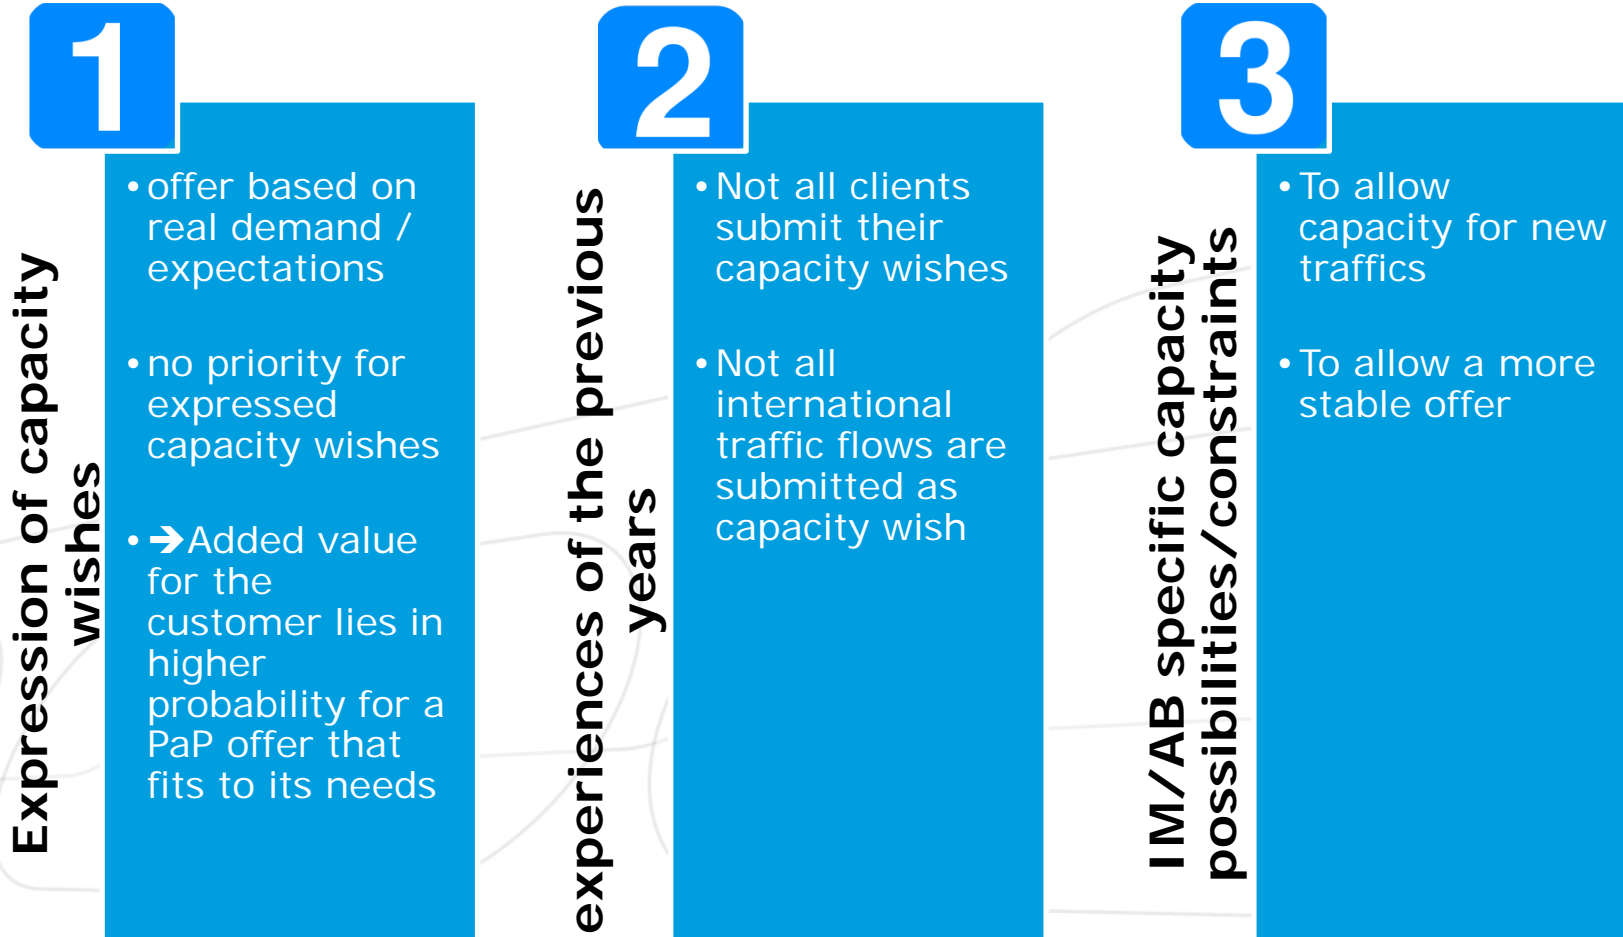 1
Expression of capacity
wishes
• offer based on
real demand /
expectations
• no priority for
expressed
capacity wishes
• ➔Added value
for the
customer lies in
higher
probability for a
PaP offer that
fits to its needs
2
experiences of the previous
years
• Not all clients
submit their
capacity wishes
• Not all
international
traffic flows are
submitted as
capacity wish
3
IM/AB specific capacity
possibilities/constraints
• To allow
capacity for new
traffics
• To allow a more
stable offer